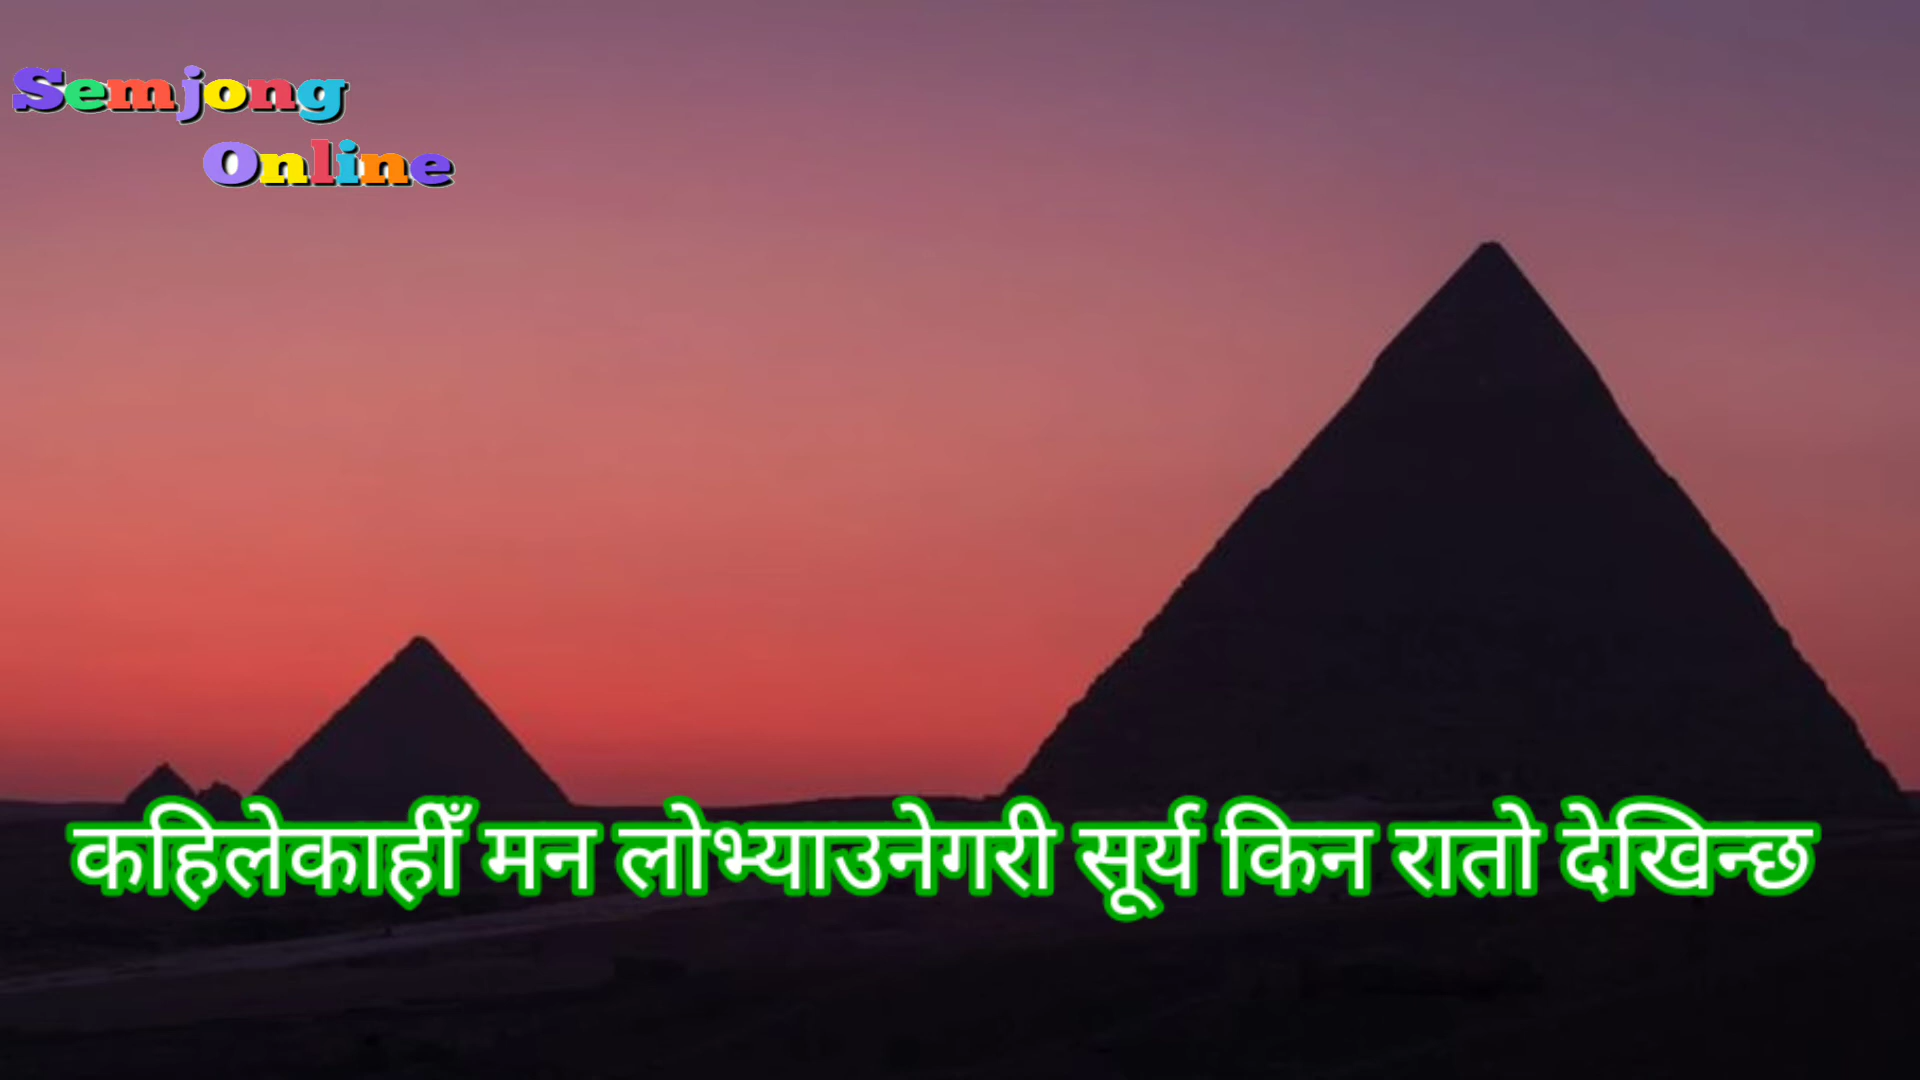 Semjong
Online
कहिलेकाहीँ मन लोभ्याउनेगरी सूर्य किन रातो देखिन्छ